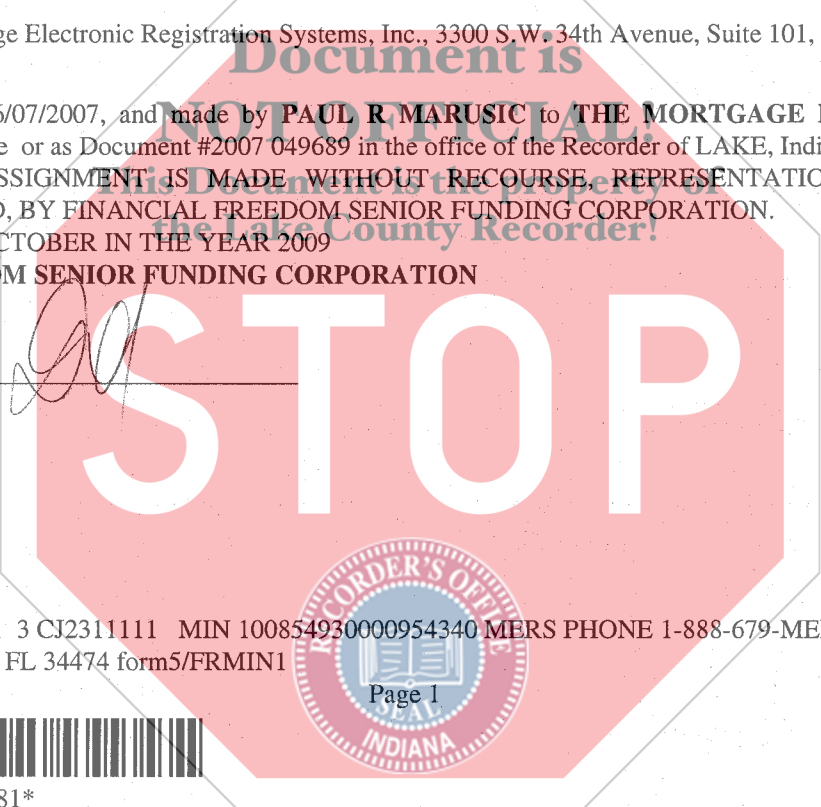 ge Electronic Registration Systems, Inc., 3300 S.W. 34th Avenue, Suite 101,
Document is
6/07/2007, and made by PAUL R MARUSIC to THE MORTGAGE
NOT OFFICIAL!
e or as Document #2007 049689 in the office of the Recorder of LAKE, Indi
This Document is the property of
SSIGNMENT IS MADE WITHOUT RECOURSE, REPRESENTATIO
D, BY FINANCIAL FREEDOM SENIOR FUNDING CORPORATION.
the Lake County Recorder!
CTOBER IN THE YEAR 2009
OM SENIOR FUNDING CORPORATION
STOP
RECORDER'S OFFICE
3 CJ2311111 MIN 100854930000954340 MERS PHONE 1-888-679-ME
FL 34474 form5/FRMIN1
Page 1
SEAL
INDIANA
81*